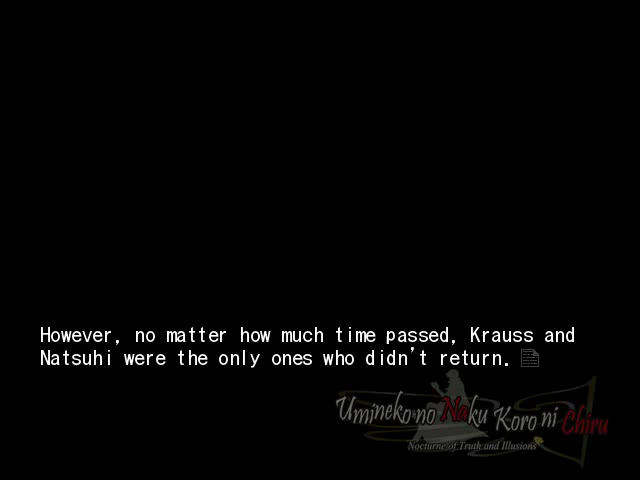 However, no matter how much time passed, Krauss and
Natsuhi were the only ones who didn't return.
Umineko no Naku Koro ni Chiru
Nocturne of Truth and Illusions